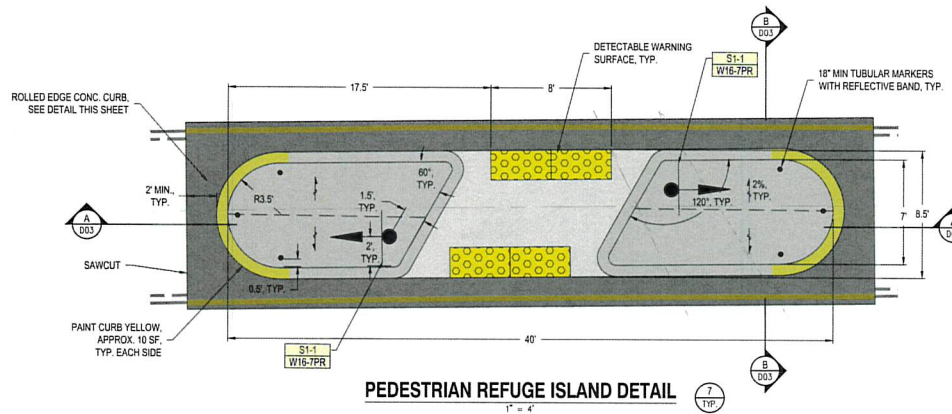 B
D03
DETECTABLE WARNING
SURFACE, TYP.
S1-1
W16-7PR
18" MIN TUBULAR MARKERS
WITH REFLECTIVE BAND, TYP.
17.5'
8'
ROLLED EDGE CONC. CURB,
SEE DETAIL THIS SHEET
2' MIN.,
TYP.
R3.5'
60°,
TYP.
1.5',
TYP.
2%,
TYP.
120°, TYP.
7'
8.5'
A
D03
2',
TYP.
SAWCUT
0.5', TYP.
PAINT CURB YELLOW,
APPROX. 10 SF,
TYP. EACH SIDE
S1-1
W16-7PR
40'
B
D03
PEDESTRIAN REFUGE ISLAND DETAIL
7
TYP.
1" = 4'